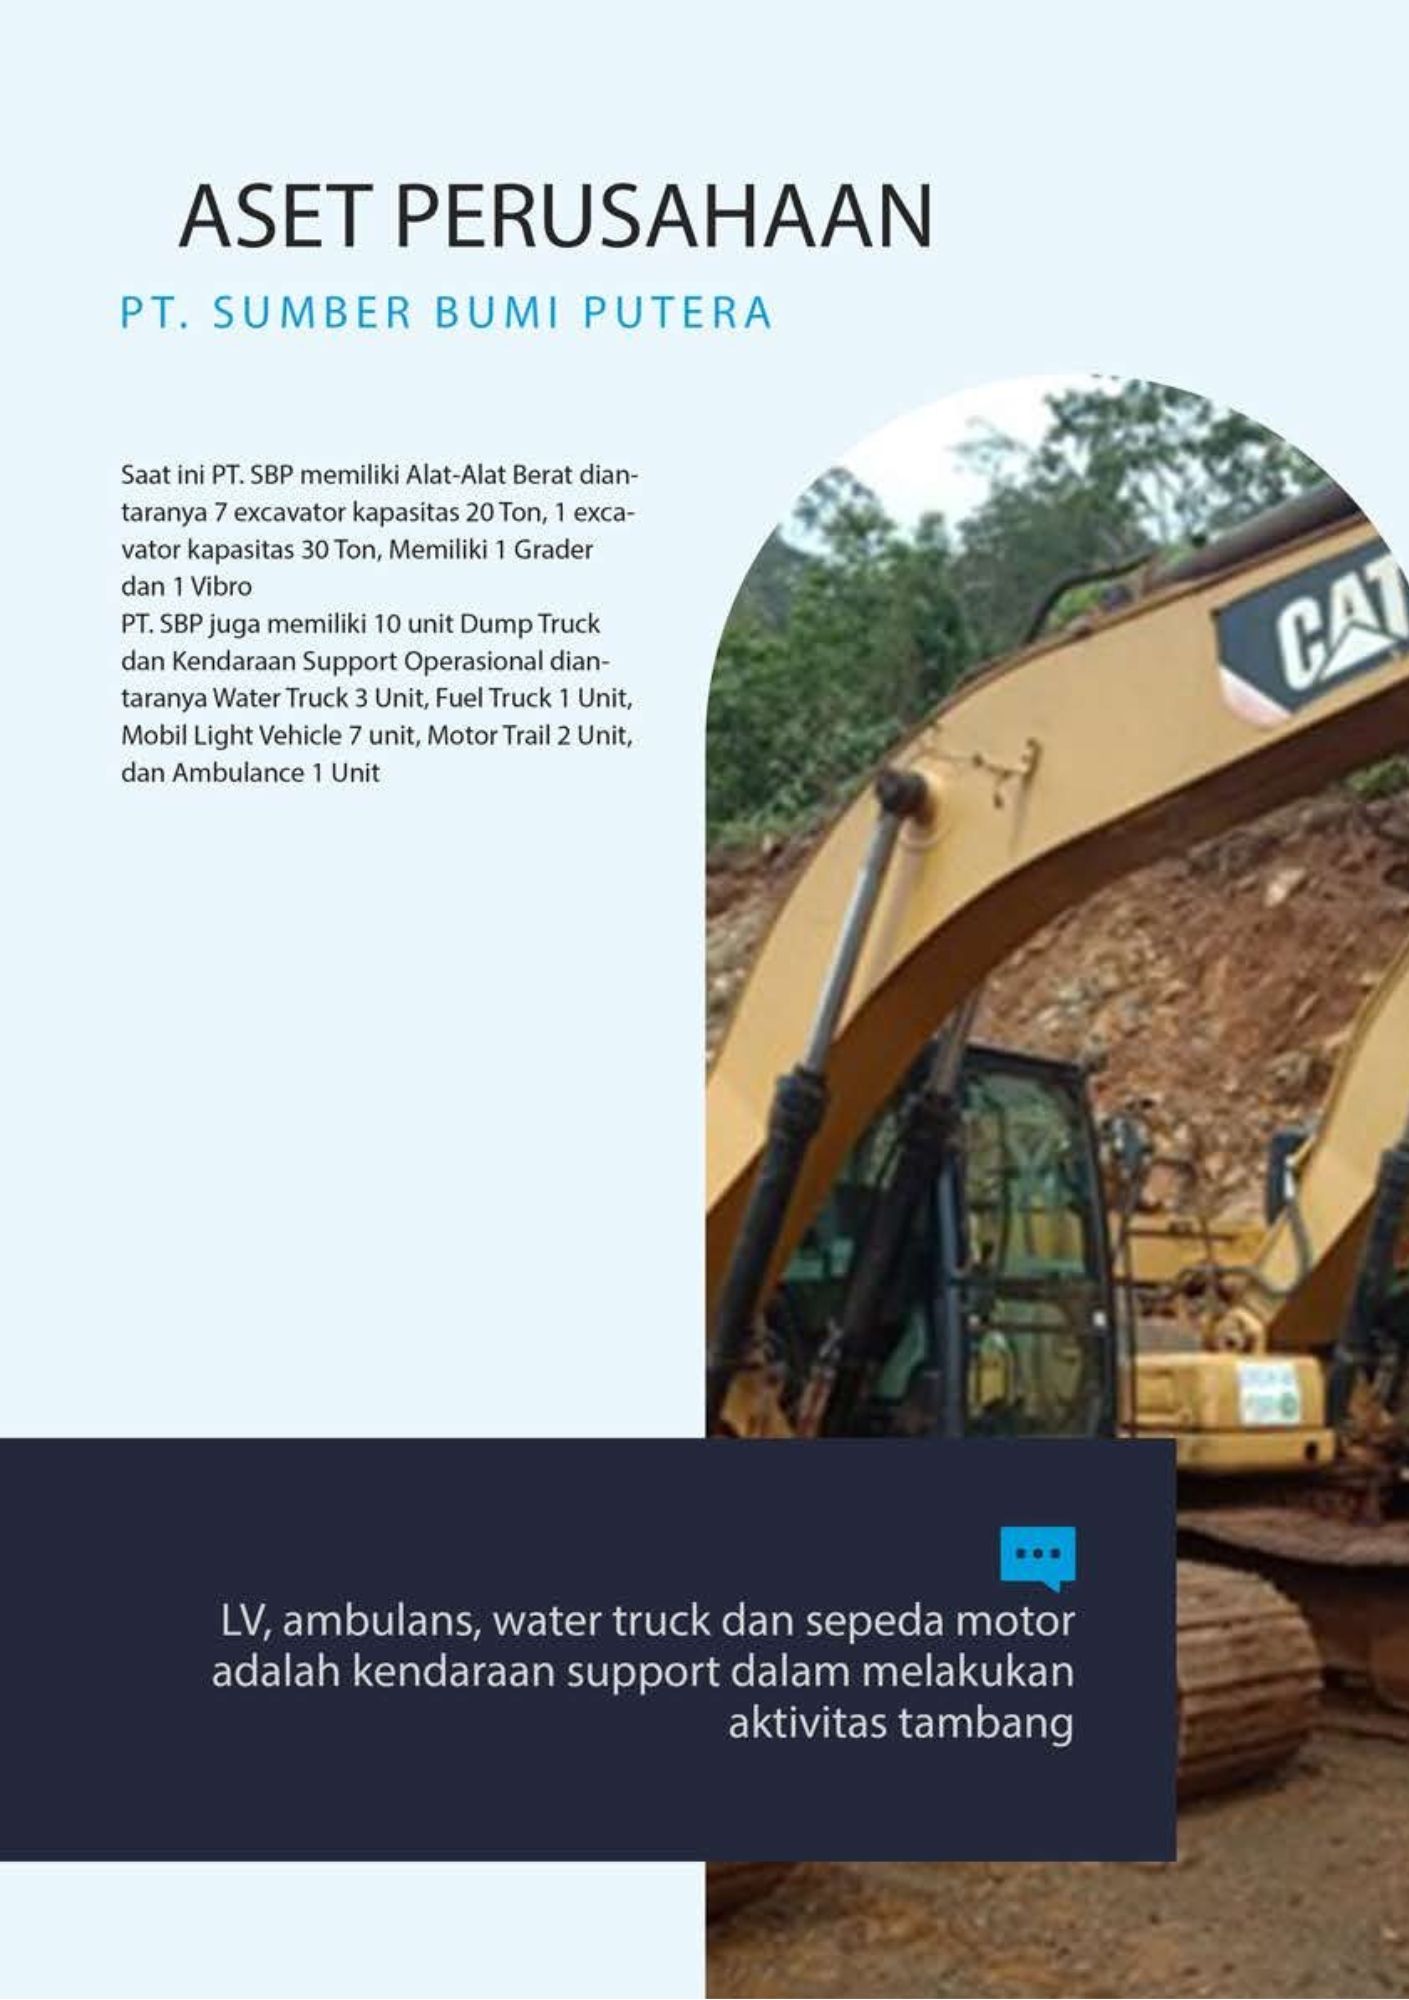 ASET PERUSAHAAN
PT. SUMBER BUMI PUTERA
Saat ini PT. SBP memiliki Alat-Alat Berat dian-
taranya 7 excavator kapasitas 20 Ton, 1 exca-
vator kapasitas 30 Ton, Memiliki 1 Grader
dan 1 Vibro
PT. SBP juga memiliki 10 unit Dump Truck
dan Kendaraan Support Operasional dian-
taranya Water Truck 3 Unit, Fuel Truck 1 Unit,
Mobil Light Vehicle 7 unit, Motor Trail 2 Unit,
dan Ambulance 1 Unit
CAT
LV, ambulans, water truck dan sepeda motor
adalah kendaraan support dalam melakukan
aktivitas tambang